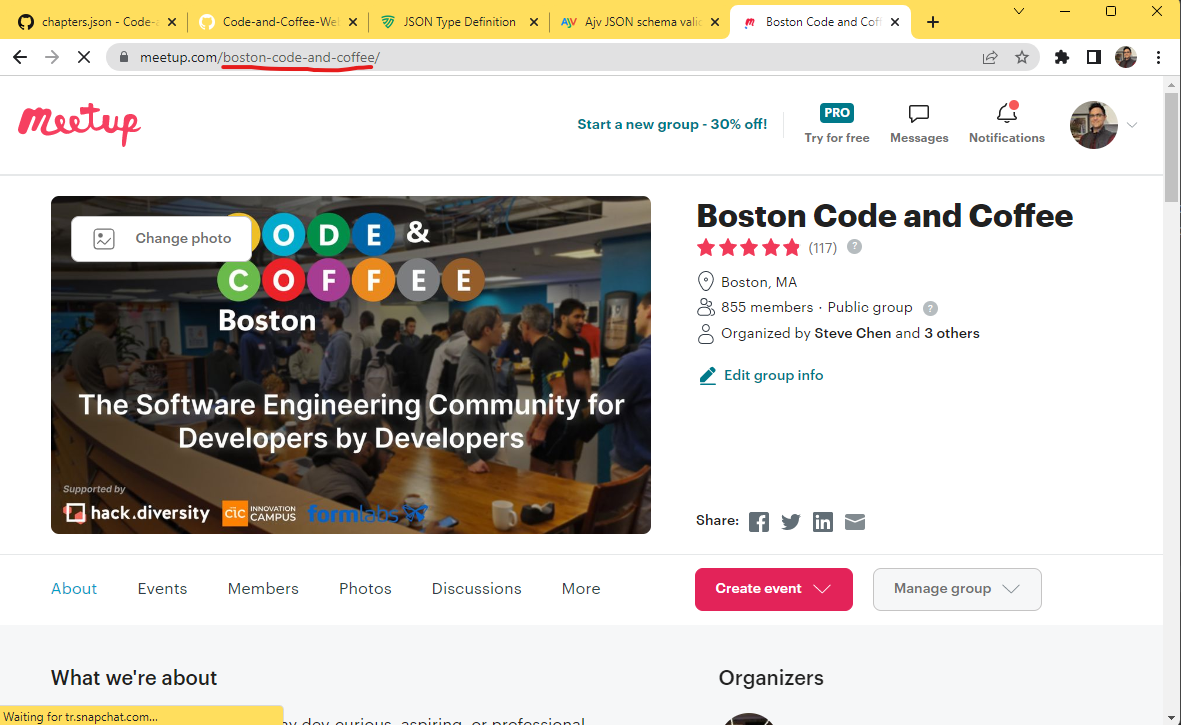 chapters.json - Code-a
Code-and-Coffee-Web
JSON Type Definition
Ajv JSON schema valid
Boston Code and Coff
meetup.com/boston-code-and-coffee/
meetup
Start a new group - 30% off!
PRO
Try for free
Messages
Notifications
Change photo
ODE &
COFFEE
Boston
The Software Engineering Community for
Developers by Developers
Supported by
hack.diversity
CIC INNOVATION
CAMPUS
formlabs
Boston Code and Coffee
(117) ?
Boston, MA
855 members · Public group ?
Organized by Steve Chen and 3 others
Edit group info
Share:
About Events Members Photos Discussions More
Create event
Manage group
What we're about
Organizers
Waiting for tr.snapchat.com...
dev-curious, aspiring, or professional